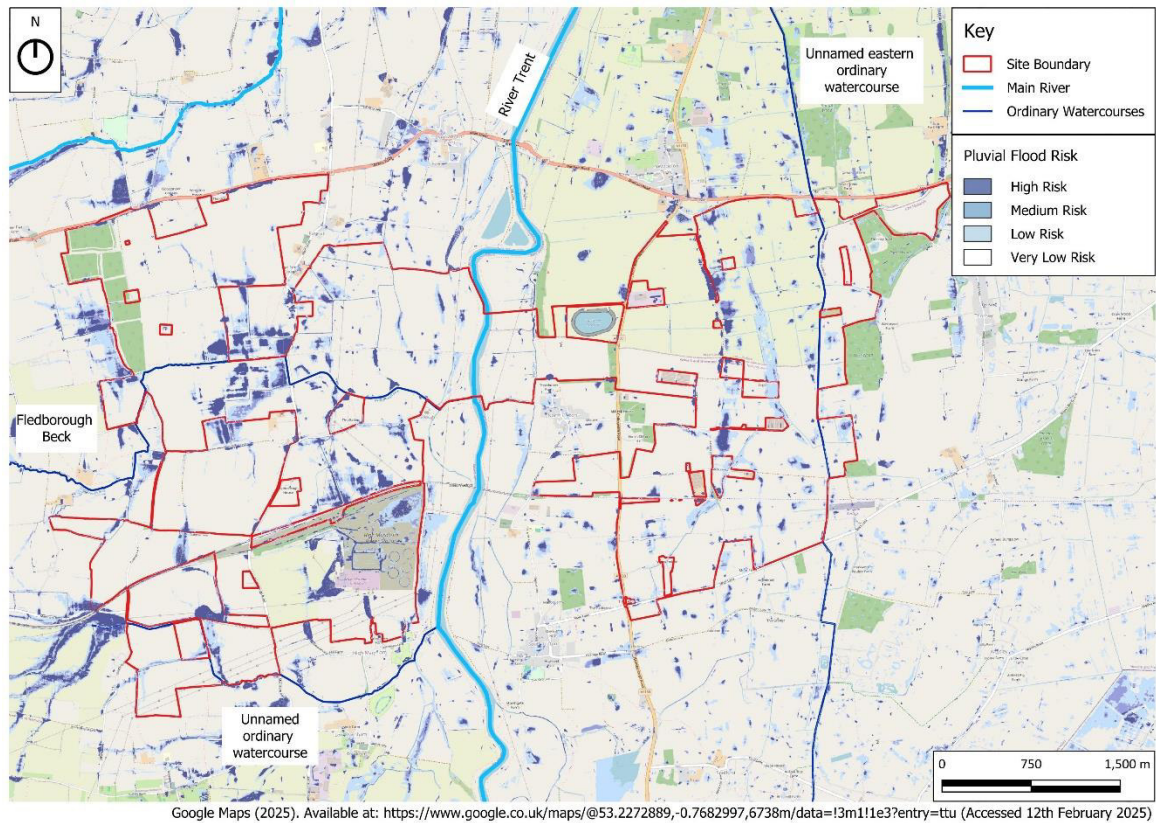 N
River Trent
Unnamed eastern
ordinary
watercourse
Key
Site Boundary
Main River
Ordinary Watercourses
Pluvial Flood Risk
High Risk
Medium Risk
Low Risk
Very Low Risk
Fledborough
Beck
Unnamed
ordinary
watercourse
0 750 1,500 m
Google Maps (2025). Available at: https://www.google.co.uk/maps/@53.2272889,-0.7682997,6738m/data=!3m1!1e3?entry=ttu (Accessed 12th February 2025)